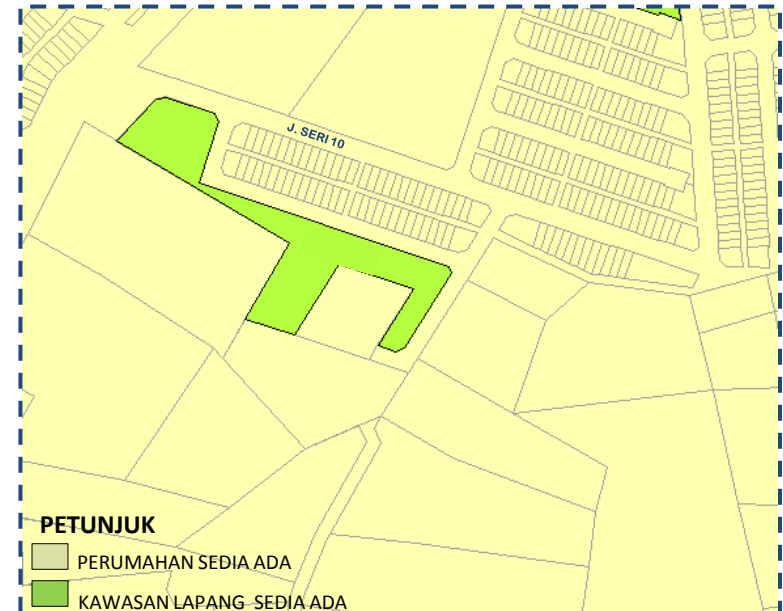 J. SERI 10
PETUNJUK
PERUMAHAN SEDIA ADA
KAWASAN LAPANG SEDIA ADA